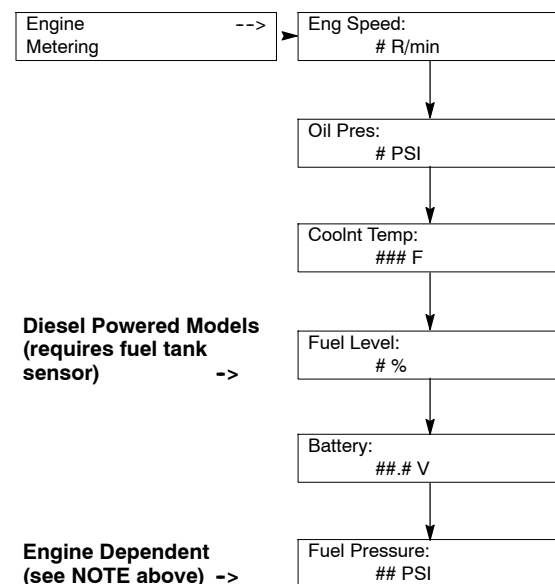 Engine -->
Metering
Eng Speed:
# R/min
Oil Pres:
# PSI
Coolnt Temp:
### F
Diesel Powered Models
(requires fuel tank
sensor) ->
Fuel Level:
# %
Battery:
##.# V
Engine Dependent
(see NOTE above) ->
Fuel Pressure:
## PSI